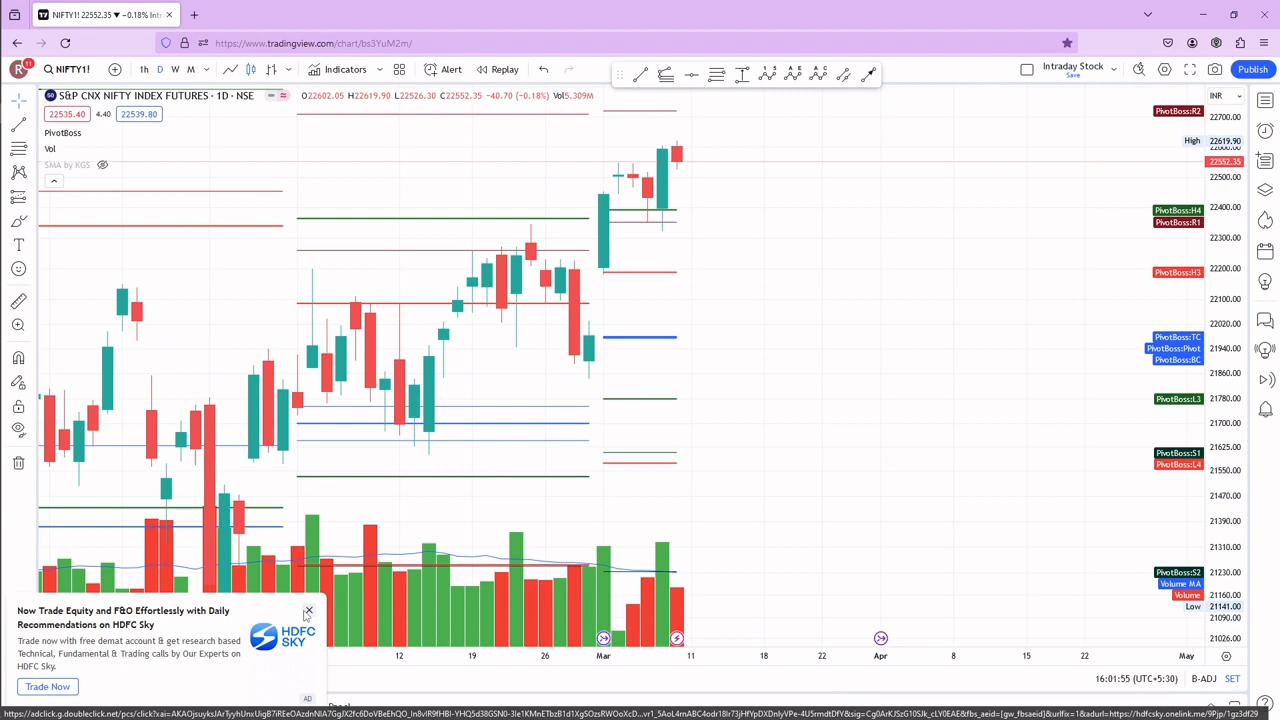 NIFTY1! 22552.35 ▼ −0.18% Intr
https://www.tradingview.com/chart/bs3YuM2m/
R 11 NIFTY1! 1h D W M Indicators Alert Replay Intraday Stock Save Publish
S&P CNX NIFTY INDEX FUTURES · 1D · NSE O22602.05 H22619.90 L22526.30 C22552.35 −40.70 (−0.18%) Vol5.309M INR
22535.40 4.40 22539.80
PivotBoss
Vol
SMA by KGS
PivotBoss:R2
22700.00
High 22619.90
22552.35
22500.00
22400.00
PivotBoss:H4
PivotBoss:R1
22300.00
22200.00
PivotBoss:H3
22100.00
22020.00
PivotBoss:TC
PivotBoss:Pivot 21940.00
PivotBoss:BC
21860.00
PivotBoss:L3 21780.00
21700.00
21625.00
PivotBoss:S1
PivotBoss:L4
21550.00
21470.00
21390.00
21310.00
PivotBoss:S2 21230.00
Volume MA
Volume 21160.00
Low 21141.00
21090.00
21026.00
Now Trade Equity and F&O Effortlessly with Daily
Recommendations on HDFC Sky
Trade now with free demat account & get research based
Technical, Fundamental & Trading calls by Our Experts on
HDFC Sky.
HDFC
SKY
Trade Now
AD
12 19 26 Mar 11 18 22 Apr 8 15 22 May
16:01:55 (UTC+5:30) B-ADJ SET